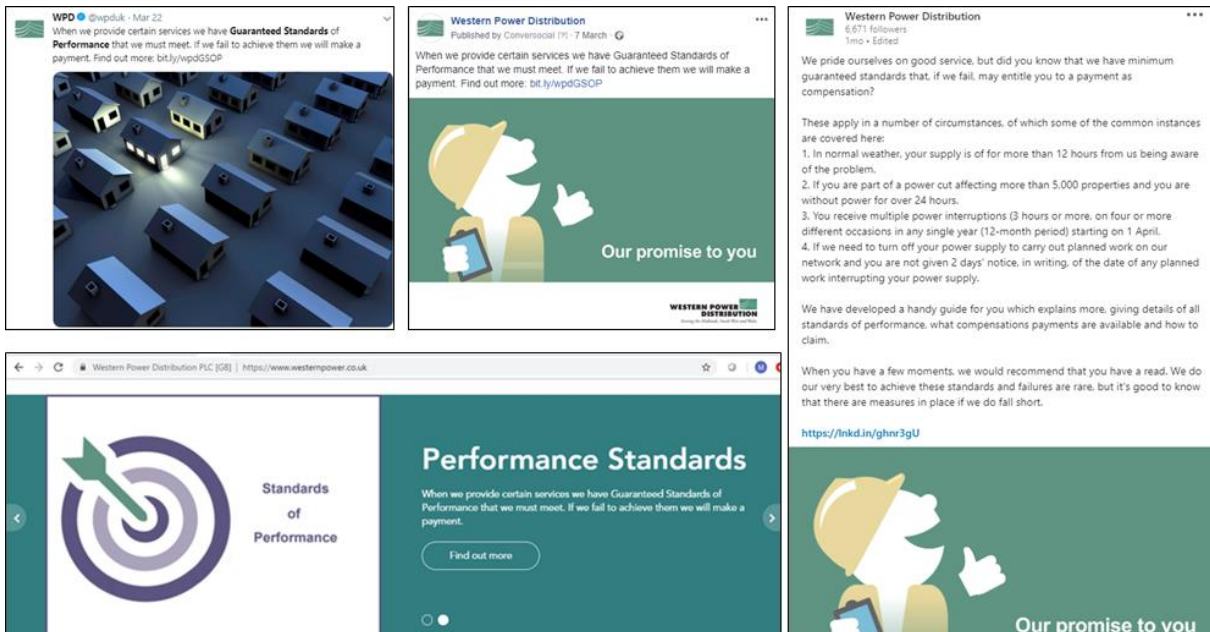 WPD @wpduk · Mar 22
When we provide certain services we have Guaranteed Standards of
Performance that we must meet. If we fail to achieve them we will make a
payment. Find out more: bit.ly/wpdGSOP
Western Power Distribution
Published by Conversocial [?] · 7 March ·
When we provide certain services we have Guaranteed Standards of
Performance that we must meet. If we fail to achieve them we will make a
payment. Find out more: bit.ly/wpdGSOP
Our promise to you
WESTERN POWER
DISTRIBUTION
Serving the Midlands, South West and Wales
Western Power Distribution
6,671 followers
1mo • Edited
We pride ourselves on good service, but did you know that we have minimum
guaranteed standards that, if we fail, may entitle you to a payment as
compensation?
These apply in a number of circumstances, of which some of the common instances
are covered here:
1. In normal weather, your supply is of for more than 12 hours from us being aware
of the problem.
2. If you are part of a power cut affecting more than 5,000 properties and you are
without power for over 24 hours.
3. You receive multiple power interruptions (3 hours or more, on four or more
different occasions in any single year (12-month period) starting on 1 April.
4. If we need to turn off your power supply to carry out planned work on our
network and you are not given 2 days' notice, in writing, of the date of any planned
work interrupting your power supply.
We have developed a handy guide for you which explains more, giving details of all
standards of performance, what compensations payments are available and how to
claim.
When you have a few moments, we would recommend that you have a read. We do
our very best to achieve these standards and failures are rare, but it's good to know
that there are measures in place if we do fall short.
https://lnkd.in/ghnr3gU
Our promise to you
Western Power Distribution PLC [GB] | https://www.westernpower.co.uk
M
Standards
of
Performance
Performance Standards
When we provide certain services we have Guaranteed Standards of
Performance that we must meet. If we fail to achieve them we will make a
payment.
Find out more